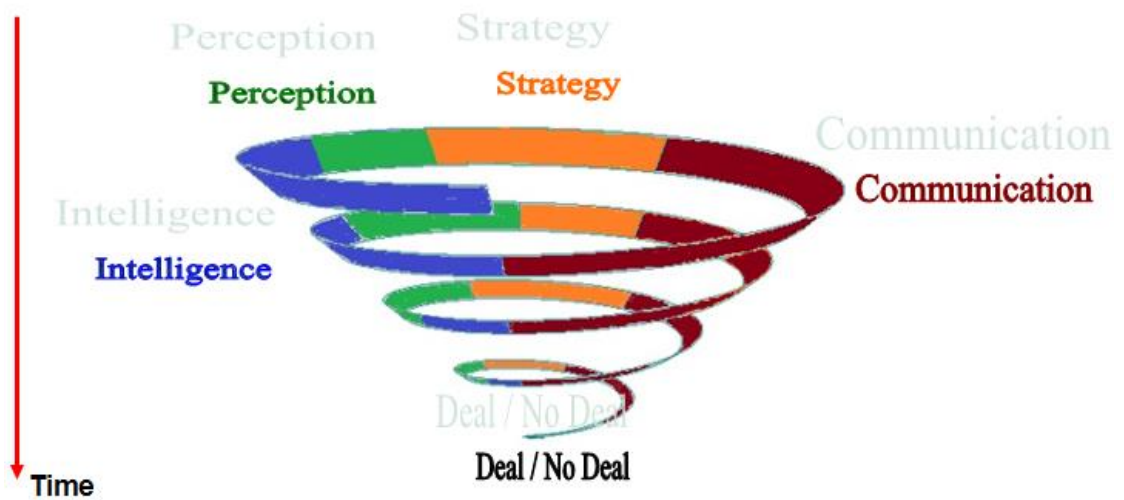 Perception
Strategy
Perception
Strategy
Communication
Communication
Intelligence
Intelligence
Deal / No Deal
Deal / No Deal
Time